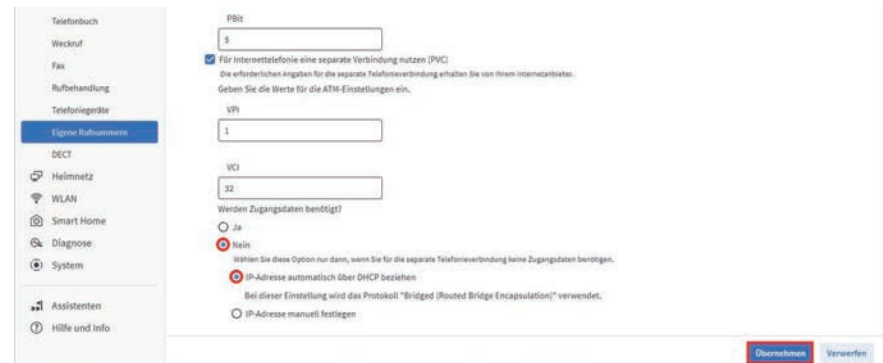 Telefonbuch
Weckruf
Fax
Rufbehandlung
Telefoniegeräte
Eigene Rufnummern
DECT
Heimnetz
WLAN
Smart Home
Diagnose
System
Assistenten
Hilfe und Info
PBit
5
Für Internettelefonie eine separate Verbindung nutzen (PVC)
Die erforderlichen Angaben für die separate Telefonieverbindung erhalten Sie von Ihrem Internetanbieter.
Geben Sie die Werte für die ATM-Einstellungen ein.
VPI
1
VCI
32
Werden Zugangsdaten benötigt?
Ja
Nein
Wählen Sie diese Option nur dann, wenn Sie für die separate Telefonieverbindung keine Zugangsdaten benötigen.
IP-Adresse automatisch über DHCP beziehen
Bei dieser Einstellung wird das Protokoll "Bridged (Routed Bridge Encapsulation)" verwendet.
IP-Adresse manuell festlegen
Übernehmen
Verwerfen